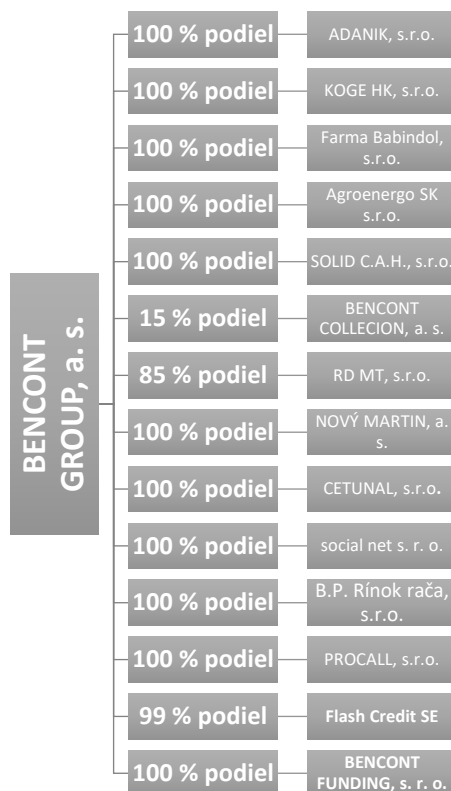 BENCONT
GROUP, a. s.
100 % podiel
ADANIK, s.r.o.
100 % podiel
KOGE HK, s.r.o.
100 % podiel
Farma Babindol,
s.r.o.
100 % podiel
Agroenergo SK
s.r.o.
100 % podiel
SOLID C.A.H., s.r.o.
15 % podiel
BENCONT
COLLECION, a. s.
85 % podiel
RD MT, s.r.o.
100 % podiel
NOVÝ MARTIN, a.
s.
100 % podiel
CETUNAL, s.r.o.
100 % podiel
social net s. r. o.
100 % podiel
B.P. Rínok rača,
s.r.o.
100 % podiel
PROCALL, s.r.o.
99 % podiel
Flash Credit SE
100 % podiel
BENCONT
FUNDING, s. r. o.